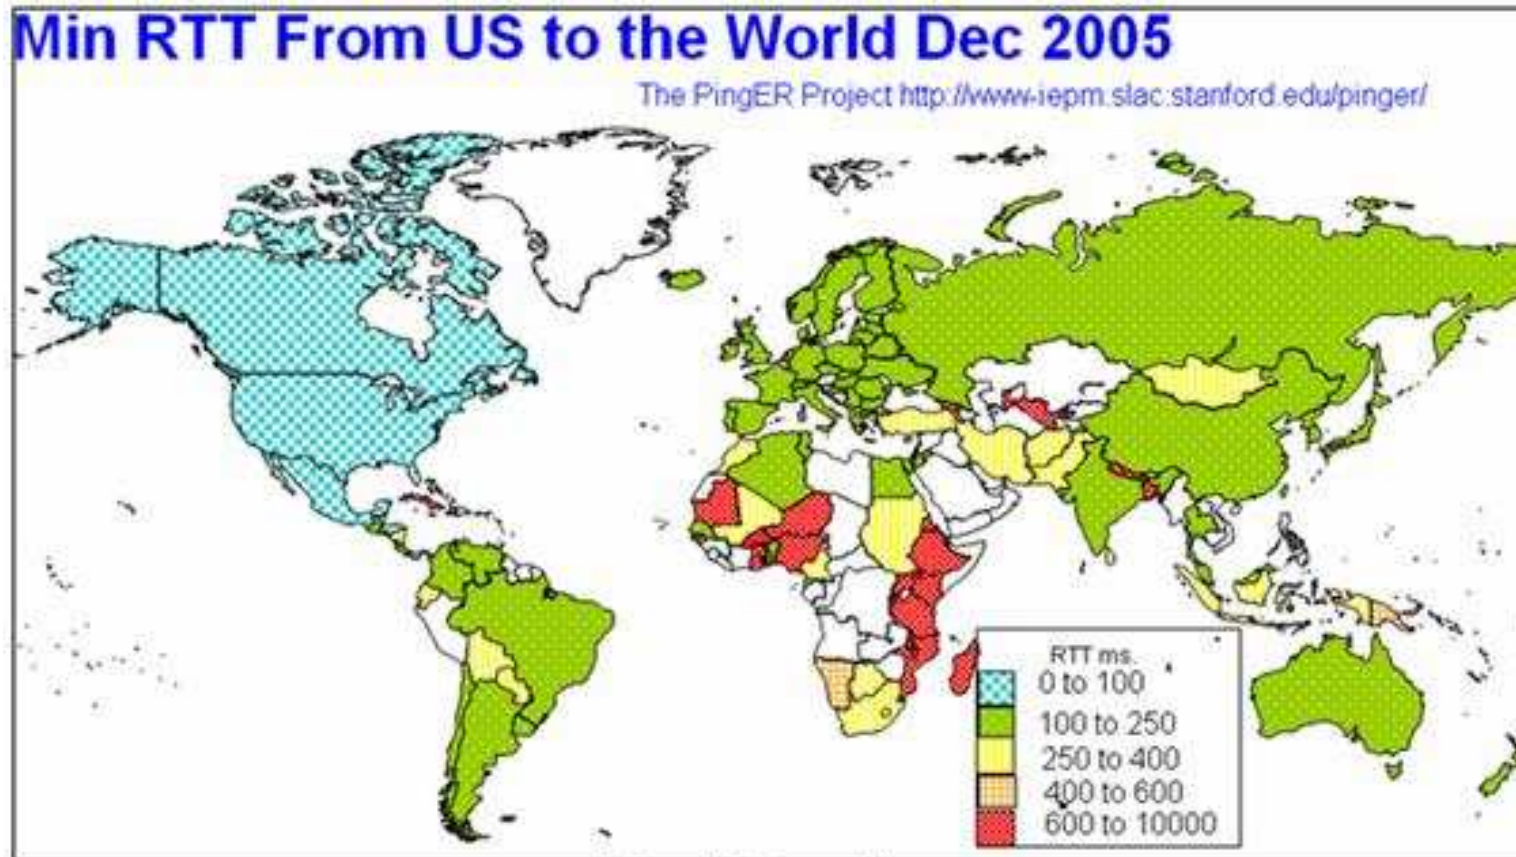 Min RTT From US to the World Dec 2005
The PingER Project http://www-iepm.slac.stanford.edu/pinger/
RTT ms.
0 to 100
100 to 250
250 to 400
400 to 600
600 to 10000